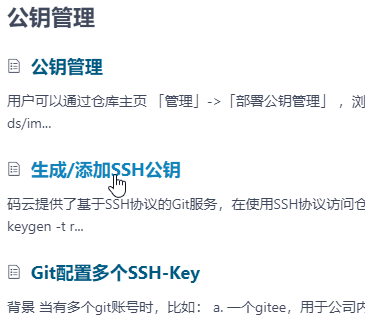 公钥管理
公钥管理
用户可以通过仓库主页 「管理」->「部署公钥管理」 ，浏
ds/im...
生成/添加SSH公钥
码云提供了基于SSH协议的Git服务，在使用SSH协议访问仓
keygen -t r...
Git配置多个SSH-Key
背景 当有多个git账号时，比如： a. 一个gitee，用于公司内